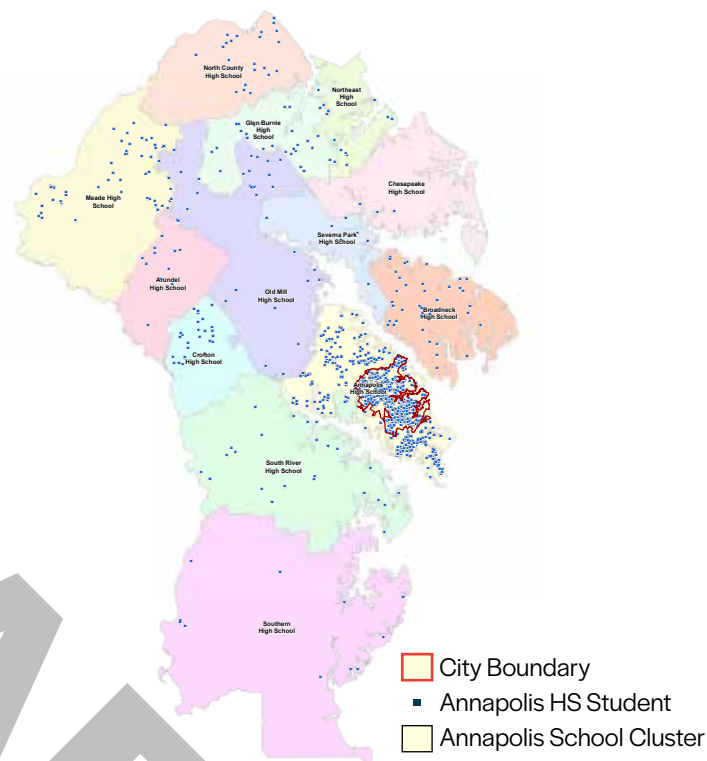 North County
High School
Northeast
High
School
Glen Burnie
High
School
Chesapeake
High School
Meade High
School
Severna Park
High School
Arundel
High School
Old Mill
High School
Broadneck
High School
Crofton
High School
Annapolis
High School
South River
High School
Southern
High School
City Boundary
Annapolis HS Student
Annapolis School Cluster